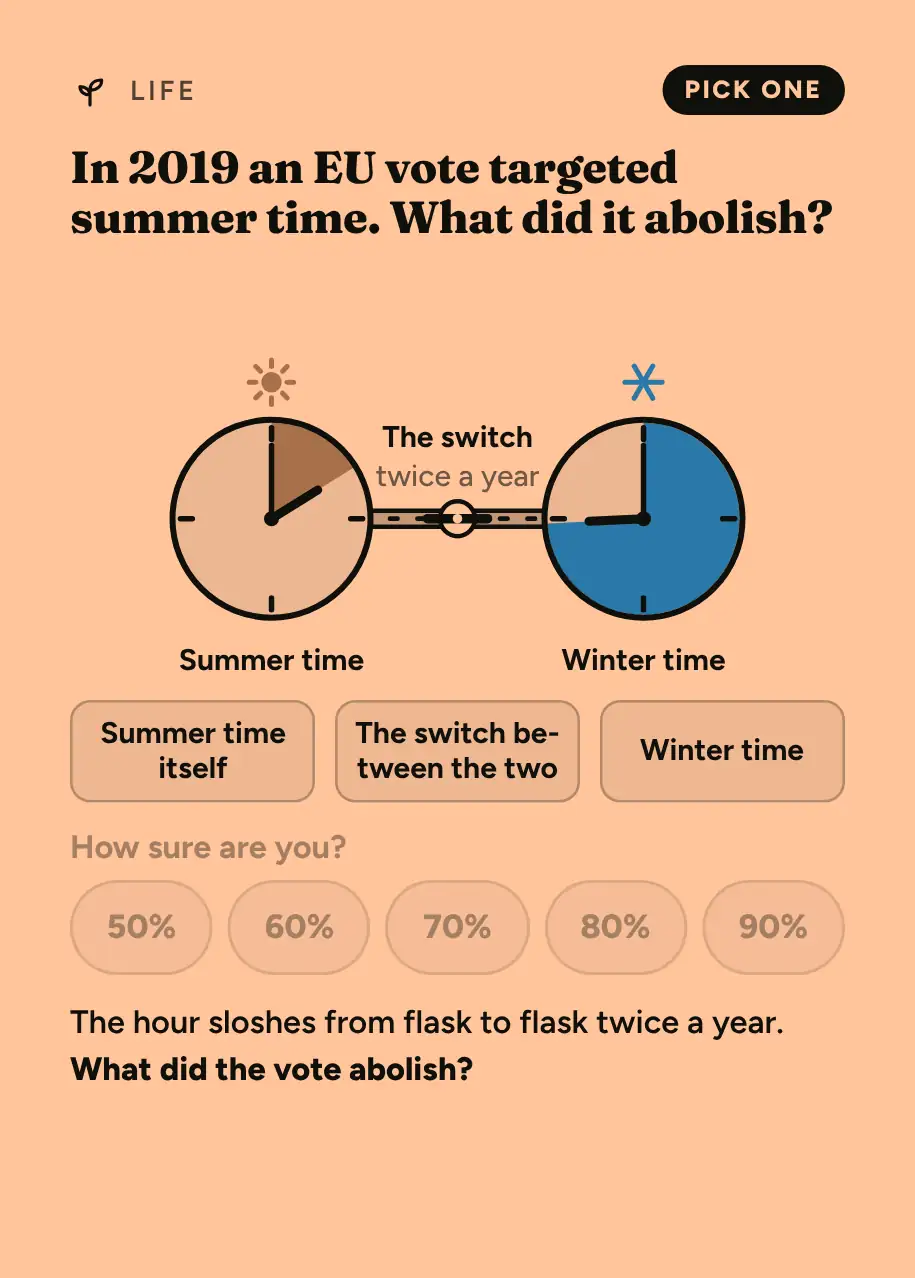 LIFE
PICK ONE
In 2019 an EU vote targeted
summer time. What did it abolish?
The switch
twice a year
Summer time
Winter time
Summer time
itself
The switch be-
tween the two
Winter time
How sure are you?
50%
60%
70%
80%
90%
The hour sloshes from flask to flask twice a year.
What did the vote abolish?